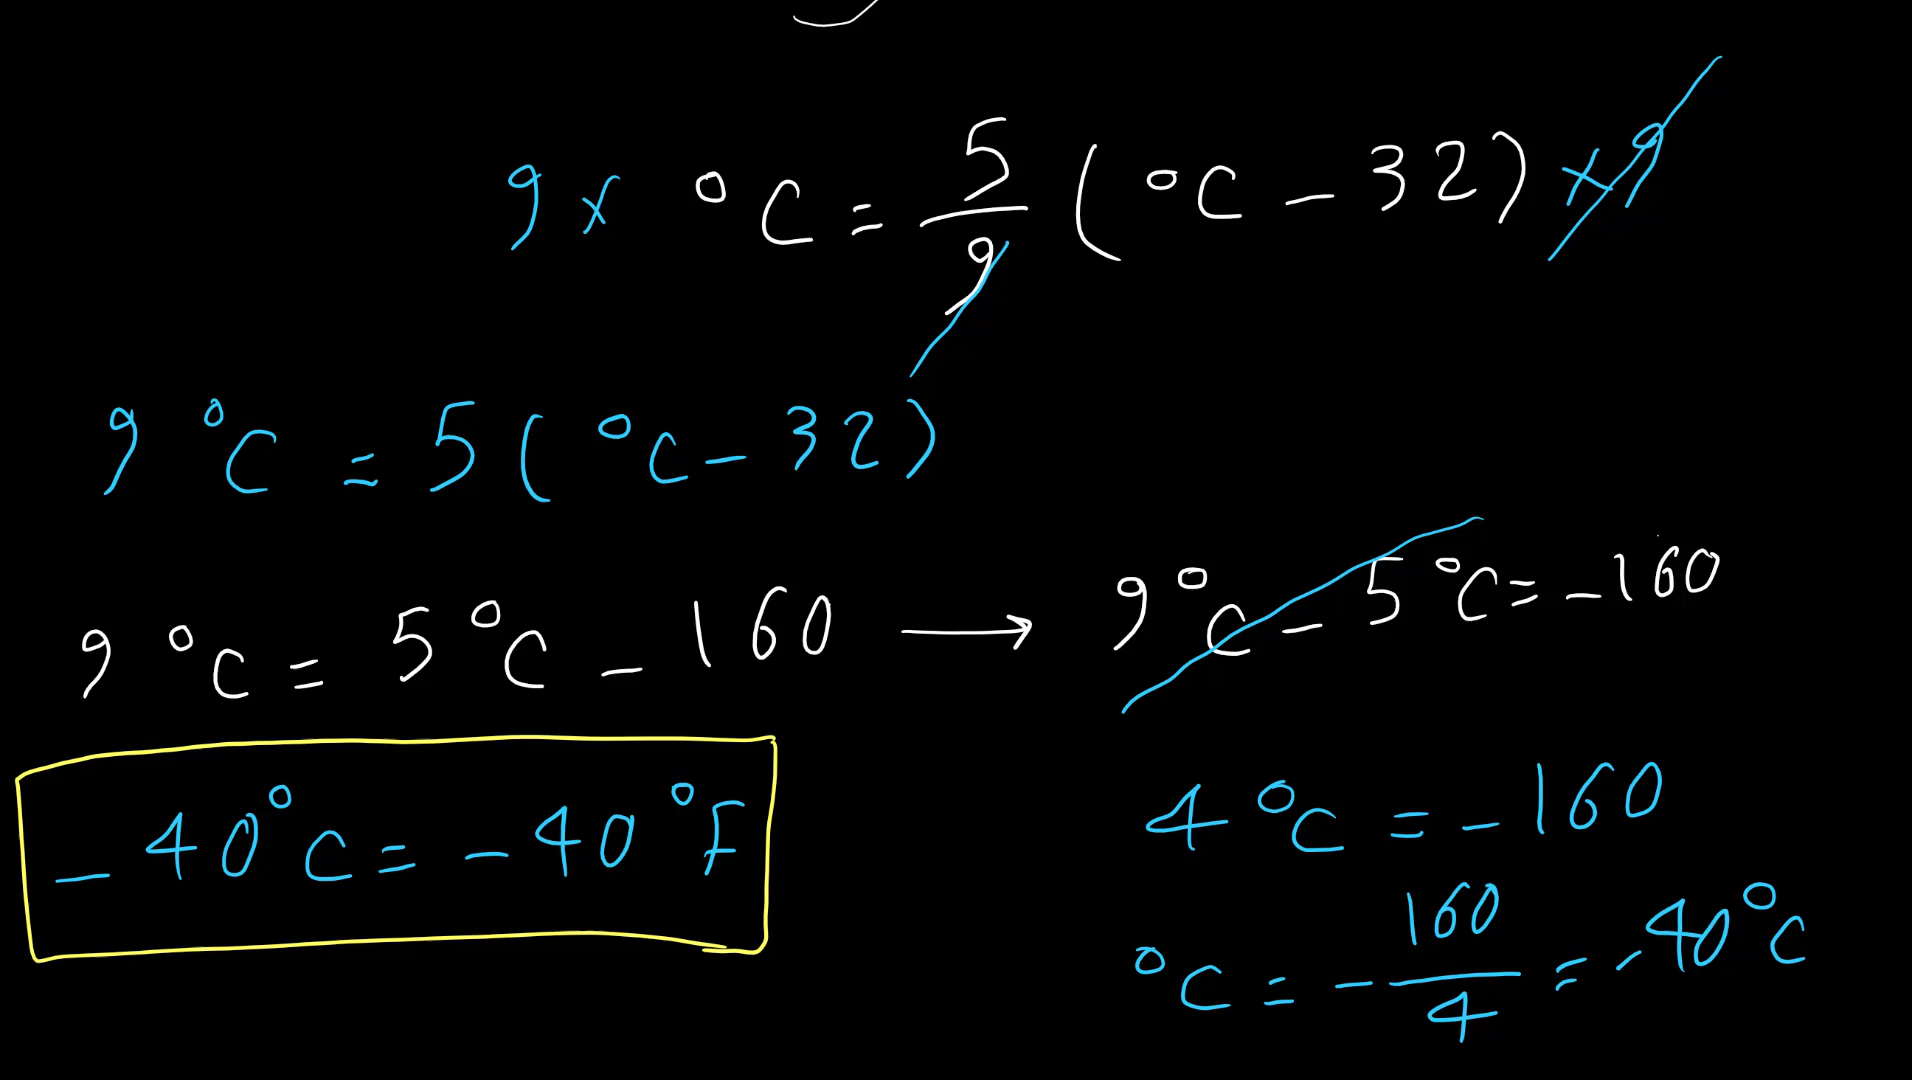 9 × °C = 5/9 (°C - 32) × 9
9 °C = 5(°C - 32)
9 °C = 5 °C - 160 → 9 °C - 5 °C = -160
4 °C = -160
-40 °C = -40 °F
°C = -160/4 = -40 °C